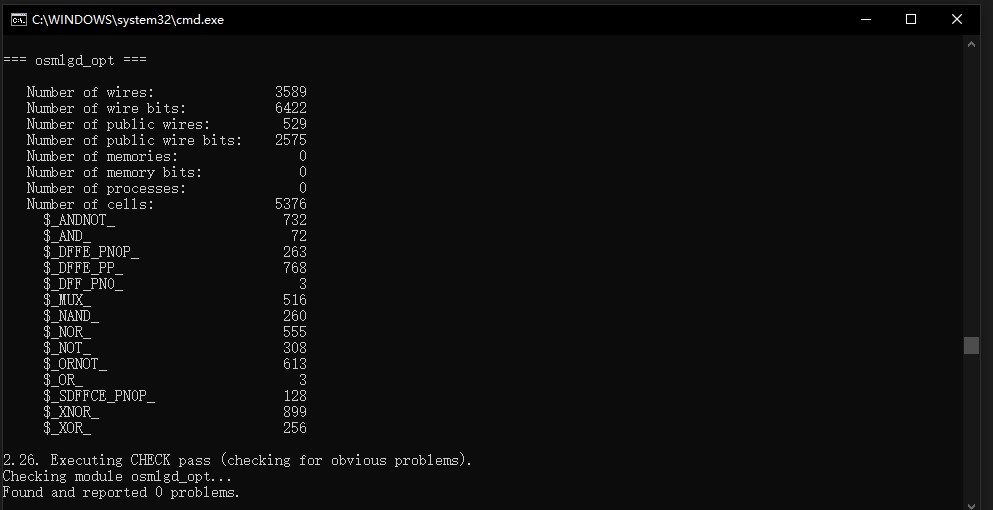 C:\WINDOWS\system32\cmd.exe
=== osmlgd_opt ===
Number of wires: 3589
Number of wire bits: 6422
Number of public wires: 529
Number of public wire bits: 2575
Number of memories: 0
Number of memory bits: 0
Number of processes: 0
Number of cells: 5376
$_ANDNOT_ 732
$_AND_ 72
$_DFFE_PN0P_ 263
$_DFFE_PP_ 768
$_DFF_PN0_ 3
$_MUX_ 516
$_NAND_ 260
$_NOR_ 555
$_NOT_ 308
$_ORNOT_ 613
$_OR_ 3
$_SDFFCE_PN0P_ 128
$_XNOR_ 899
$_XOR_ 256
2.26. Executing CHECK pass (checking for obvious problems).
Checking module osmlgd_opt...
Found and reported 0 problems.